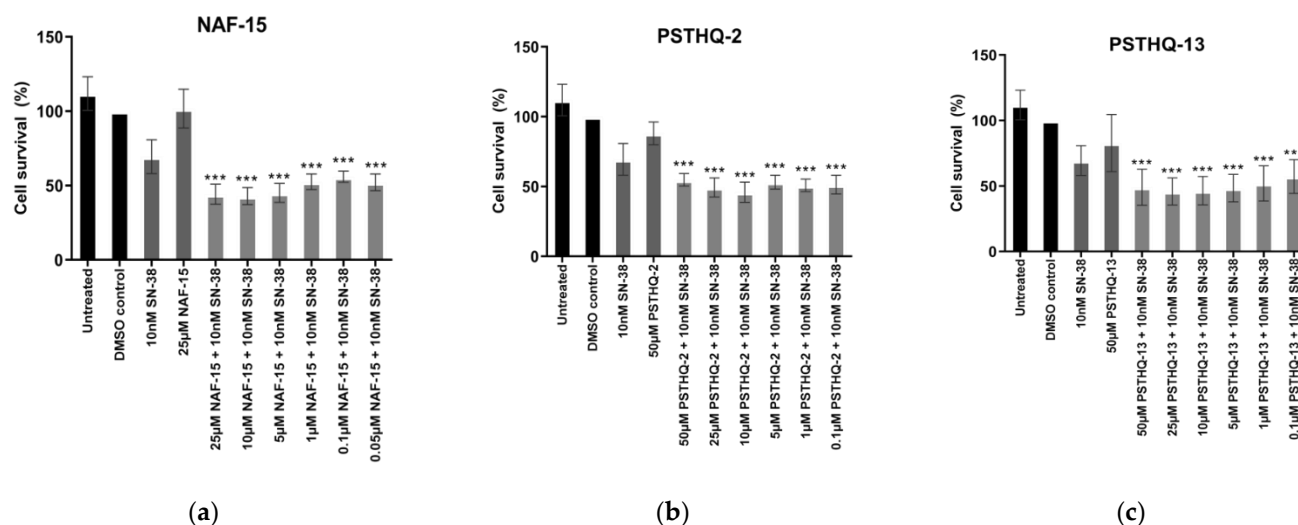 NAF-15
150
100
50
0
Cell survival (%)
***
***
***
***
***
***
Untreated
DMSO control
10nM SN-38
25µM NAF-15
25µM NAF-15 + 10nM SN-38
10µM NAF-15 + 10nM SN-38
5µM NAF-15 + 10nM SN-38
1µM NAF-15 + 10nM SN-38
0.1µM NAF-15 + 10nM SN-38
0.05µM NAF-15 + 10nM SN-38
(a)
PSTHQ-2
150
100
50
0
Cell survival (%)
***
***
***
***
***
***
Untreated
DMSO control
10nM SN-38
50µM PSTHQ-2
50µM PSTHQ-2 + 10nM SN-38
25µM PSTHQ-2 + 10nM SN-38
10µM PSTHQ-2 + 10nM SN-38
5µM PSTHQ-2 + 10nM SN-38
1µM PSTHQ-2 + 10nM SN-38
0.1µM PSTHQ-2 + 10nM SN-38
(b)
PSTHQ-13
150
100
50
0
Cell survival (%)
***
***
***
***
***
**
Untreated
DMSO control
10nM SN-38
50µM PSTHQ-13
50µM PSTHQ-13 + 10nM SN-38
25µM PSTHQ-13 + 10nM SN-38
10µM PSTHQ-13 + 10nM SN-38
5µM PSTHQ-13 + 10nM SN-38
1µM PSTHQ-13 + 10nM SN-38
0.1µM PSTHQ-13 + 10nM SN-38
(c)